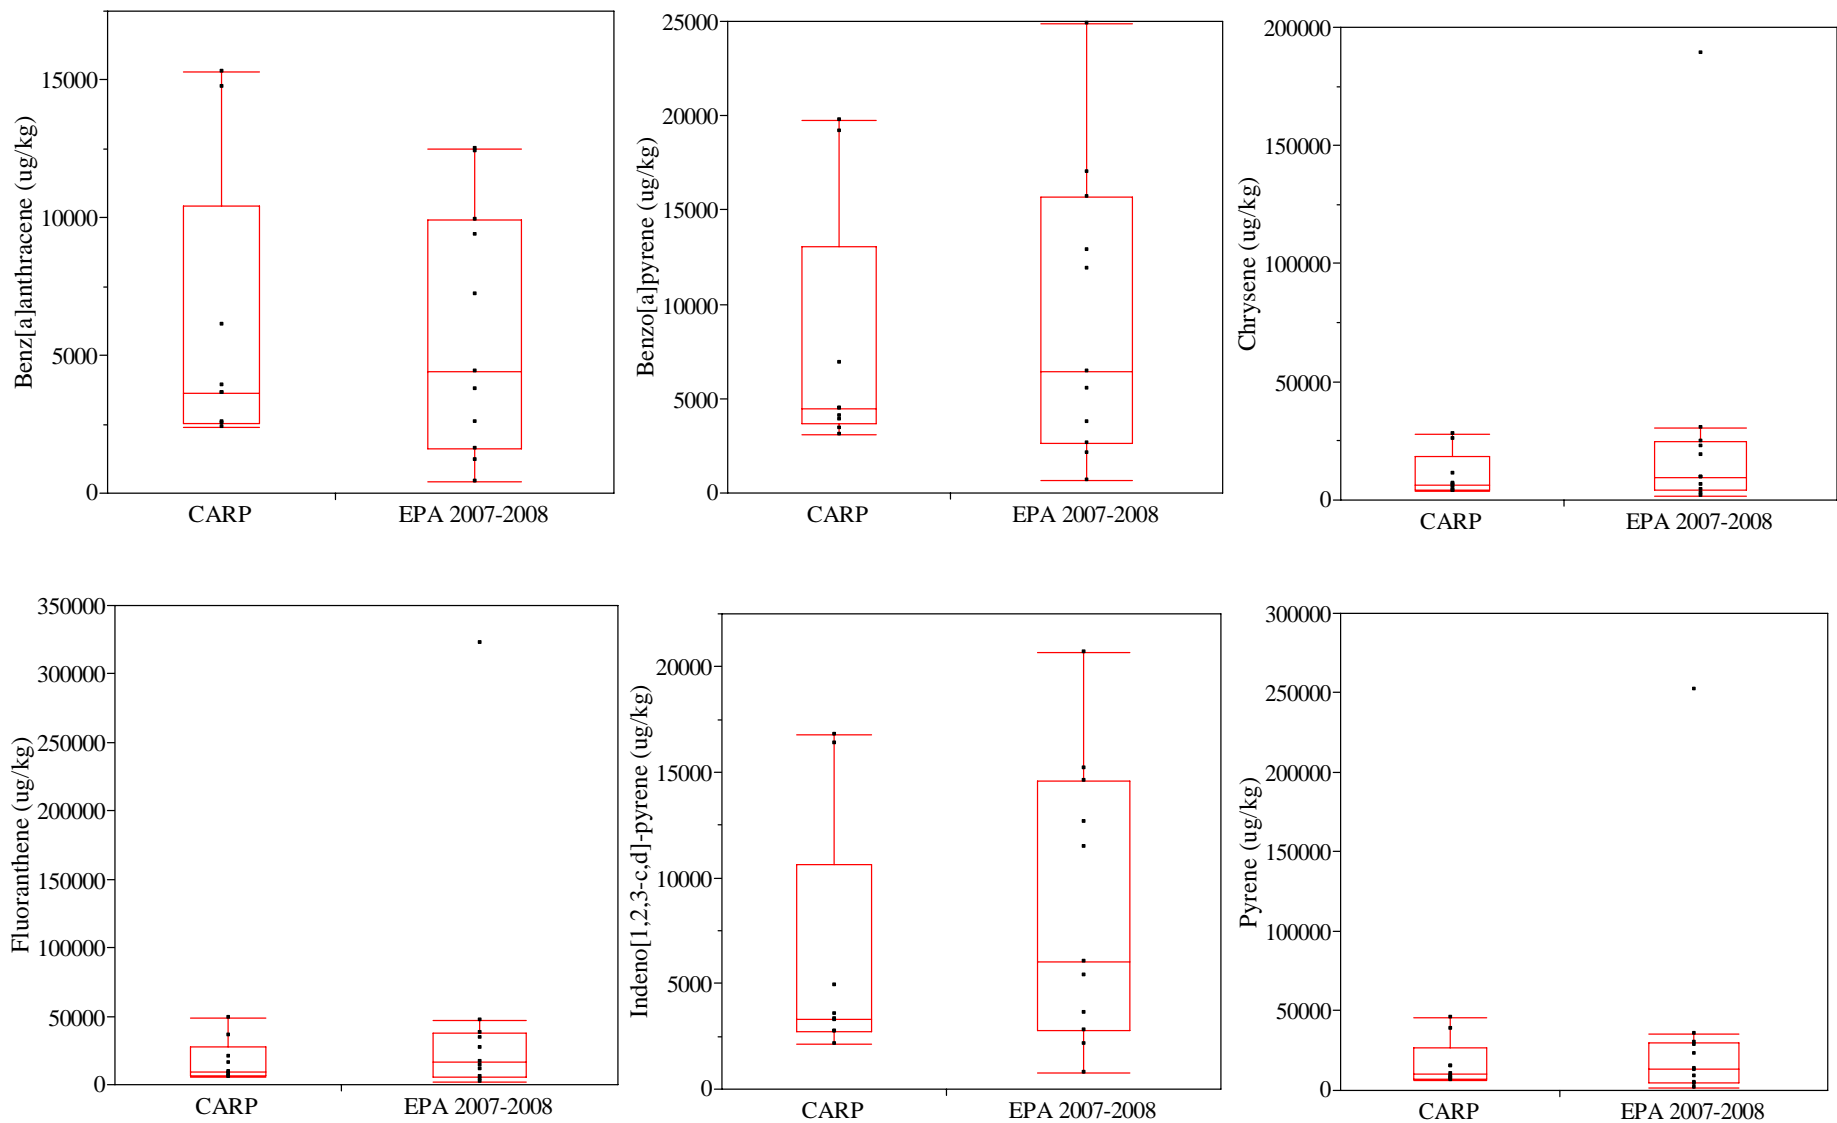 Benz[a]anthracene (ug/kg)
15000
10000
5000
0
CARP
EPA 2007-2008
Benzo[a]pyrene (ug/kg)
25000
20000
15000
10000
5000
0
CARP
EPA 2007-2008
Chrysene (ug/kg)
200000
150000
100000
50000
0
CARP
EPA 2007-2008
Fluoranthene (ug/kg)
350000
300000
250000
200000
150000
100000
50000
0
CARP
EPA 2007-2008
Indeno[1,2,3-c,d]-pyrene (ug/kg)
20000
15000
10000
5000
0
CARP
EPA 2007-2008
Pyrene (ug/kg)
300000
250000
200000
150000
100000
50000
0
CARP
EPA 2007-2008